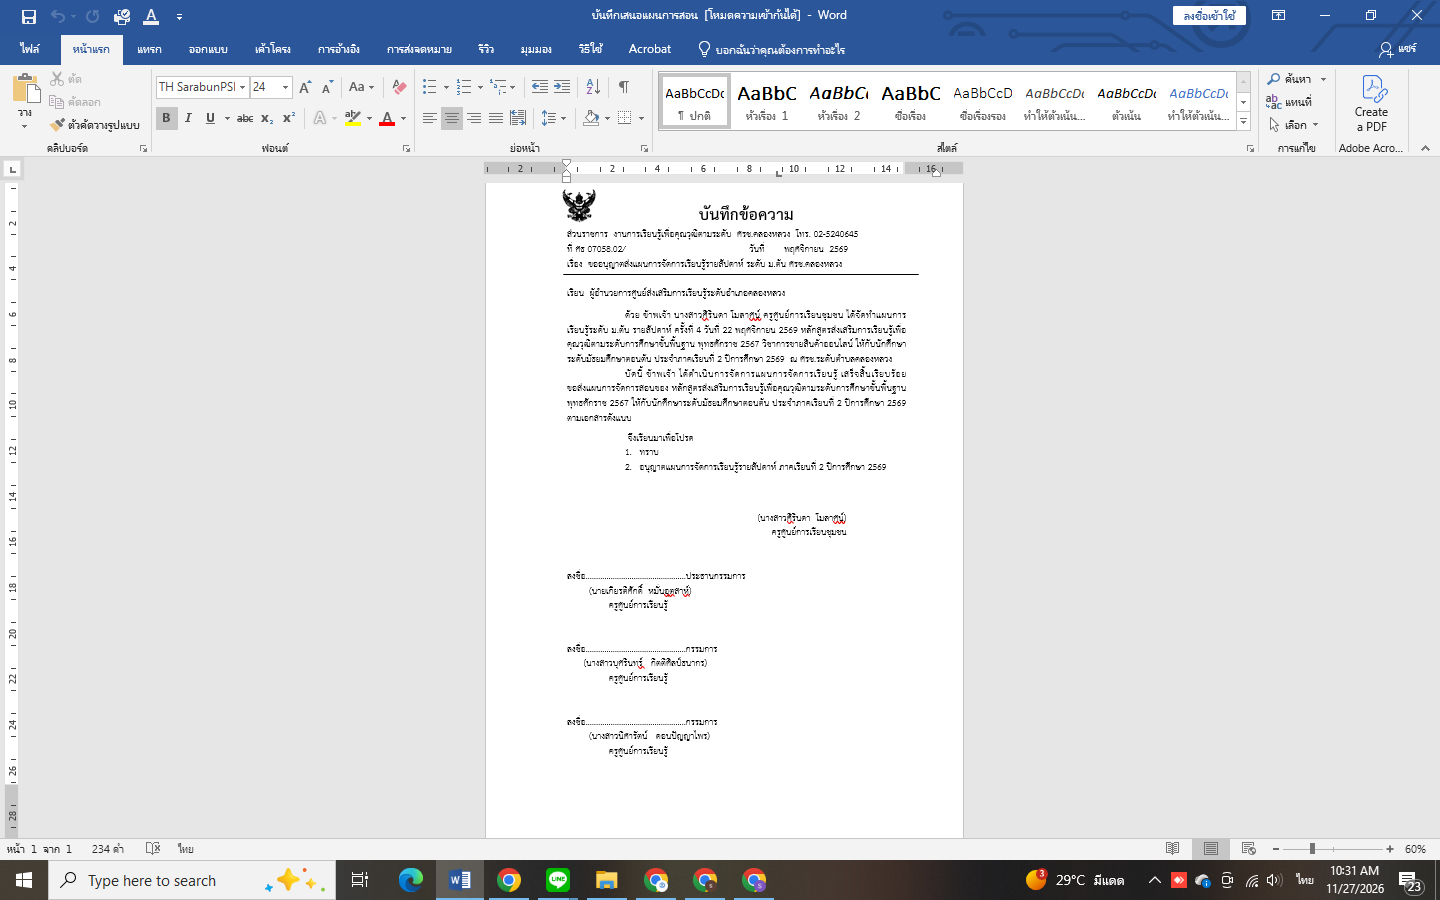 บันทึกเสนอแผนการสอน [โหมดความเข้ากันได้] - Word
ลงชื่อเข้าใช้
ไฟล์ หน้าแรก แทรก ออกแบบ เค้าโครง การอ้างอิง การส่งจดหมาย รีวิว มุมมอง วิธีใช้ Acrobat บอกฉันว่าคุณต้องการทำอะไร แชร์
วาง
ตัด
คัดลอก
ตัวคัดวางรูปแบบ
คลิปบอร์ด
TH SarabunPSI 24
ฟอนต์
ย่อหน้า
AaBbCcDc AaBbC AaBbCc AaBbC AaBbCcD AaBbCcDc AaBbCcDc AaBbCcDc
¶ ปกติ หัวเรื่อง 1 หัวเรื่อง 2 ชื่อเรื่อง ชื่อเรื่องรอง ทำให้ตัวเน้น... ตัวเน้น ทำให้ตัวเน้น...
สไตล์
ค้นหา
แทนที่
เลือก
การแก้ไข
Create a PDF
Adobe Acro...
2 2 4 6 8 10 12 14 16
2 4 6 8 10 12 14 16 18 20 22 24 26 28
บันทึกข้อความ
ส่วนราชการ งานการเรียนรู้เพื่อคุณวุฒิตามระดับ ศรช.คลองหลวง โทร. 02-5240645
ที่ ศธ 07058.02/ วันที่ พฤศจิกายน 2569
เรื่อง ขออนุญาตส่งแผนการจัดการเรียนรู้รายสัปดาห์ ระดับ ม.ต้น ศรช.คลองหลวง
เรียน ผู้อำนวยการศูนย์ส่งเสริมการเรียนรู้ระดับอำเภอคลองหลวง
ด้วย ข้าพเจ้า นางสาวศิรินดา โมลาศูน์ ครูศูนย์การเรียนชุมชน ได้จัดทำแผนการ
เรียนรู้ระดับ ม.ต้น รายสัปดาห์ ครั้งที่ 4 วันที่ 22 พฤศจิกายน 2569 หลักสูตรส่งเสริมการเรียนรู้เพื่อ
คุณวุฒิตามระดับการศึกษาขั้นพื้นฐาน พุทธศักราช 2567 วิชาการขายสินค้าออนไลน์ ให้กับนักศึกษา
ระดับมัธยมศึกษาตอนต้น ประจำภาคเรียนที่ 2 ปีการศึกษา 2569 ณ ศรช.ระดับตำบลคลองหลวง
บัดนี้ ข้าพเจ้า ได้ดำเนินการจัดการแผนการจัดการเรียนรู้ เสร็จสิ้นเรียบร้อย
ขอส่งแผนการจัดการสอนของ หลักสูตรส่งเสริมการเรียนรู้เพื่อคุณวุฒิตามระดับการศึกษาขั้นพื้นฐาน
พุทธศักราช 2567 ให้กับนักศึกษาระดับมัธยมศึกษาตอนต้น ประจำภาคเรียนที่ 2 ปีการศึกษา 2569
ตามเอกสารดังแนบ
จึงเรียนมาเพื่อโปรด
1. ทราบ
2. อนุญาตแผนการจัดการเรียนรู้รายสัปดาห์ ภาคเรียนที่ 2 ปีการศึกษา 2569
(นางสาวศิรินดา โมลาศูน์)
ครูศูนย์การเรียนชุมชน
ลงชื่อ................................................ประธานกรรมการ
(นายเกียรติศักดิ์ หมั่นอุตสาห์)
ครูศูนย์การเรียนรู้
ลงชื่อ................................................กรรมการ
(นางสาวบุศรินทร์ กิตติศิลป์ธนากร)
ครูศูนย์การเรียนรู้
ลงชื่อ................................................กรรมการ
(นางสาวนิศารัตน์ ดอนปัญญาไพร)
ครูศูนย์การเรียนรู้
หน้า 1 จาก 1 234 คำ ไทย 60%
Type here to search
3 29°C มีแดด ไทย 10:31 AM
11/27/2026 23